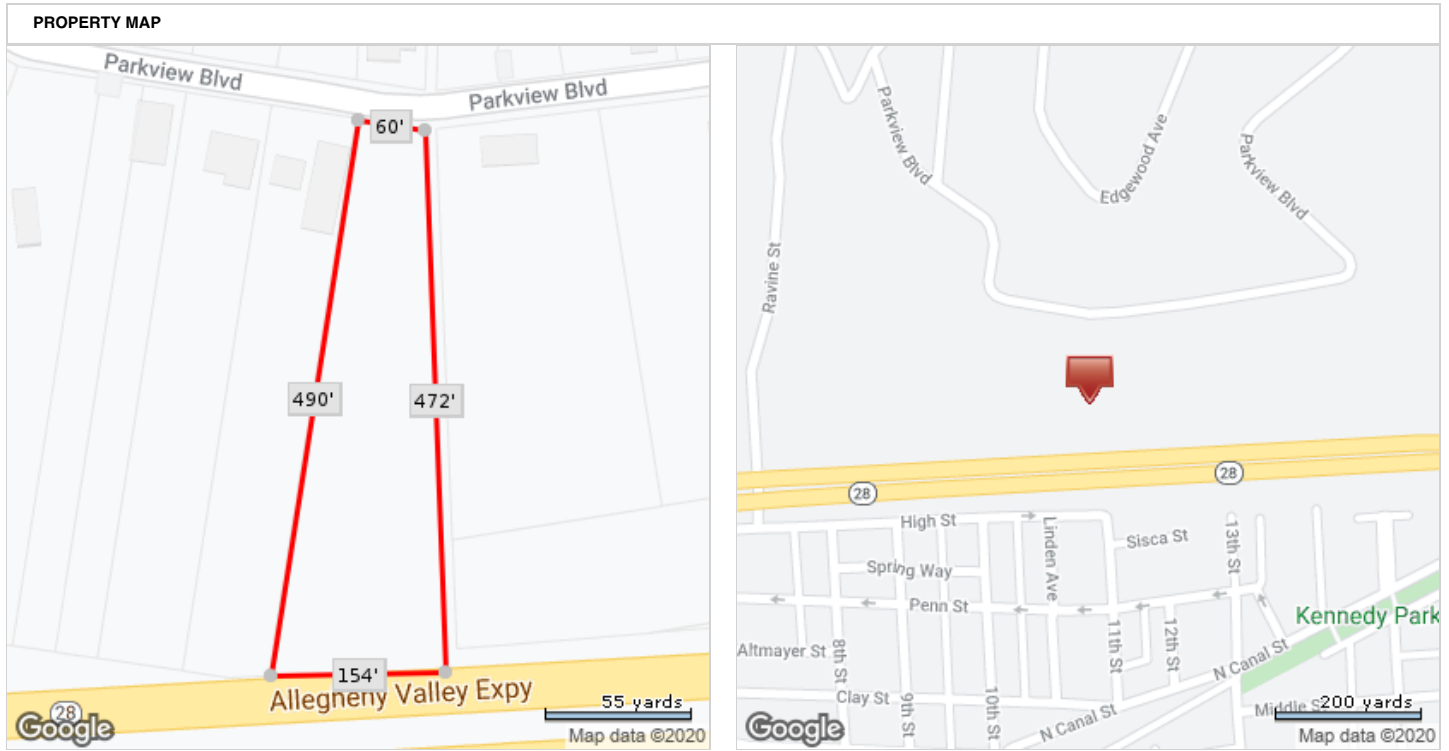 PROPERTY MAP
Parkview Blvd
Parkview Blvd
60'
490'
472'
154'
Allegheny Valley Expy
28
55 yards
Google
Map data ©2020
Parkview Blvd
Edgewood Ave
Parkview Blvd
Ravine St
28
28
High St
Linden Ave
Sisca St
13th St
Spring Way
Penn St
Kennedy Park
Altmayer St
8th St
11th St
12th St
N Canal St
Clay St
9th St
10th St
N Canal St
Middle St
200 yards
Google
Map data ©2020